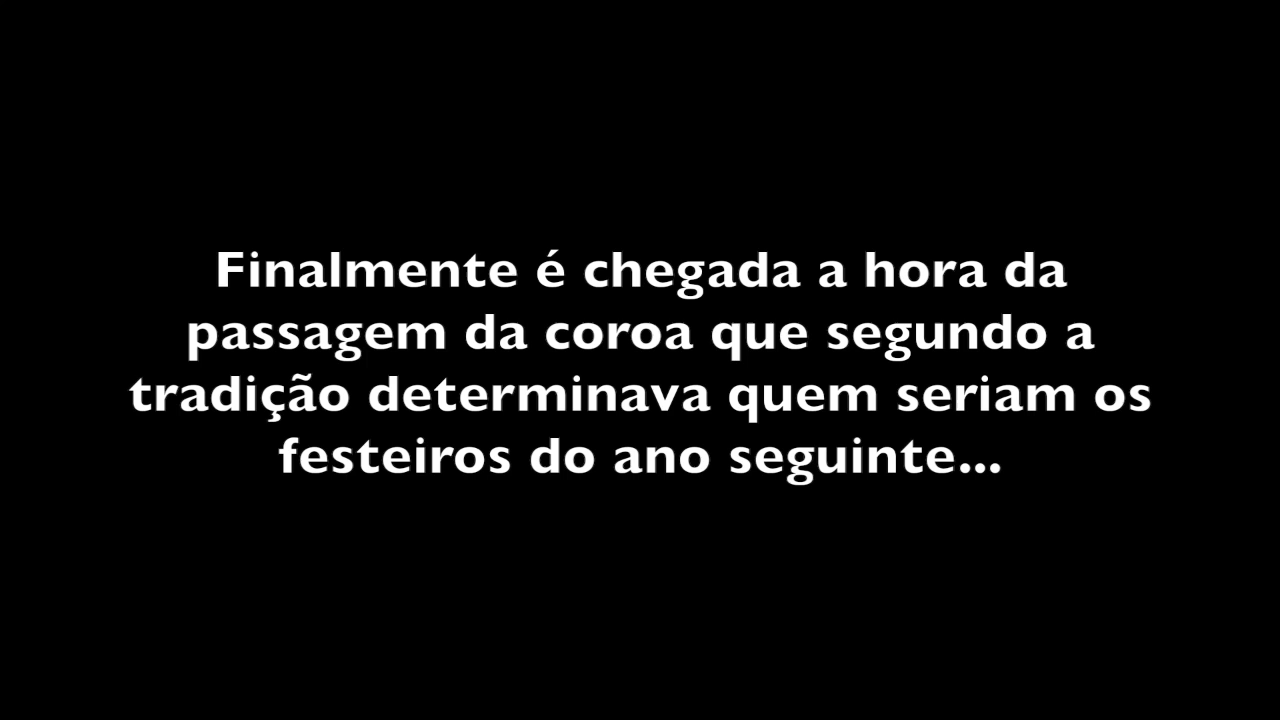 Finalmente é chegada a hora da
passagem da coroa que segundo a
tradição determinava quem seriam os
festeiros do ano seguinte...